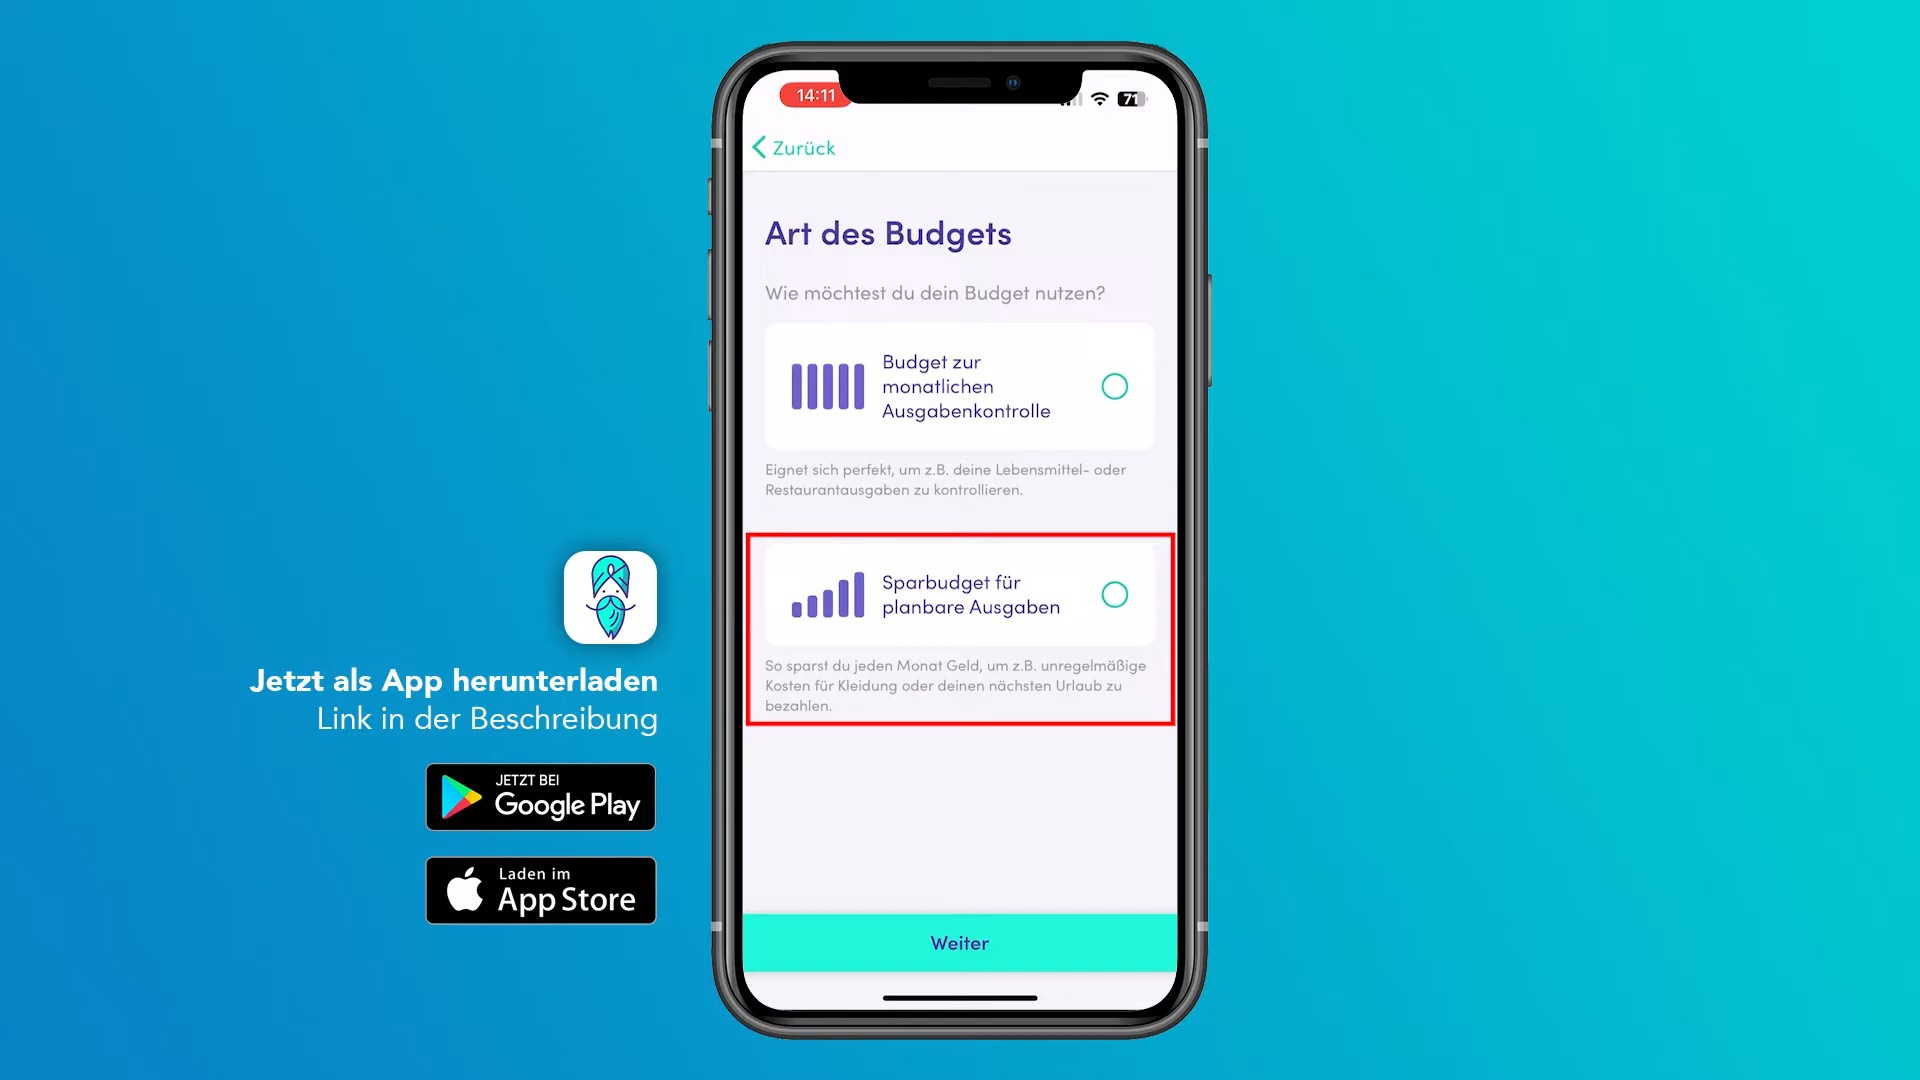 14:11
71
Zurück
Art des Budgets
Wie möchtest du dein Budget nutzen?
Budget zur
monatlichen
Ausgabenkontrolle
Eignet sich perfekt, um z.B. deine Lebensmittel- oder
Restaurantausgaben zu kontrollieren.
Sparbudget für
planbare Ausgaben
So sparst du jeden Monat Geld, um z.B. unregelmäßige
Kosten für Kleidung oder deinen nächsten Urlaub zu
bezahlen.
Weiter
Jetzt als App herunterladen
Link in der Beschreibung
JETZT BEI
Google Play
Laden im
App Store